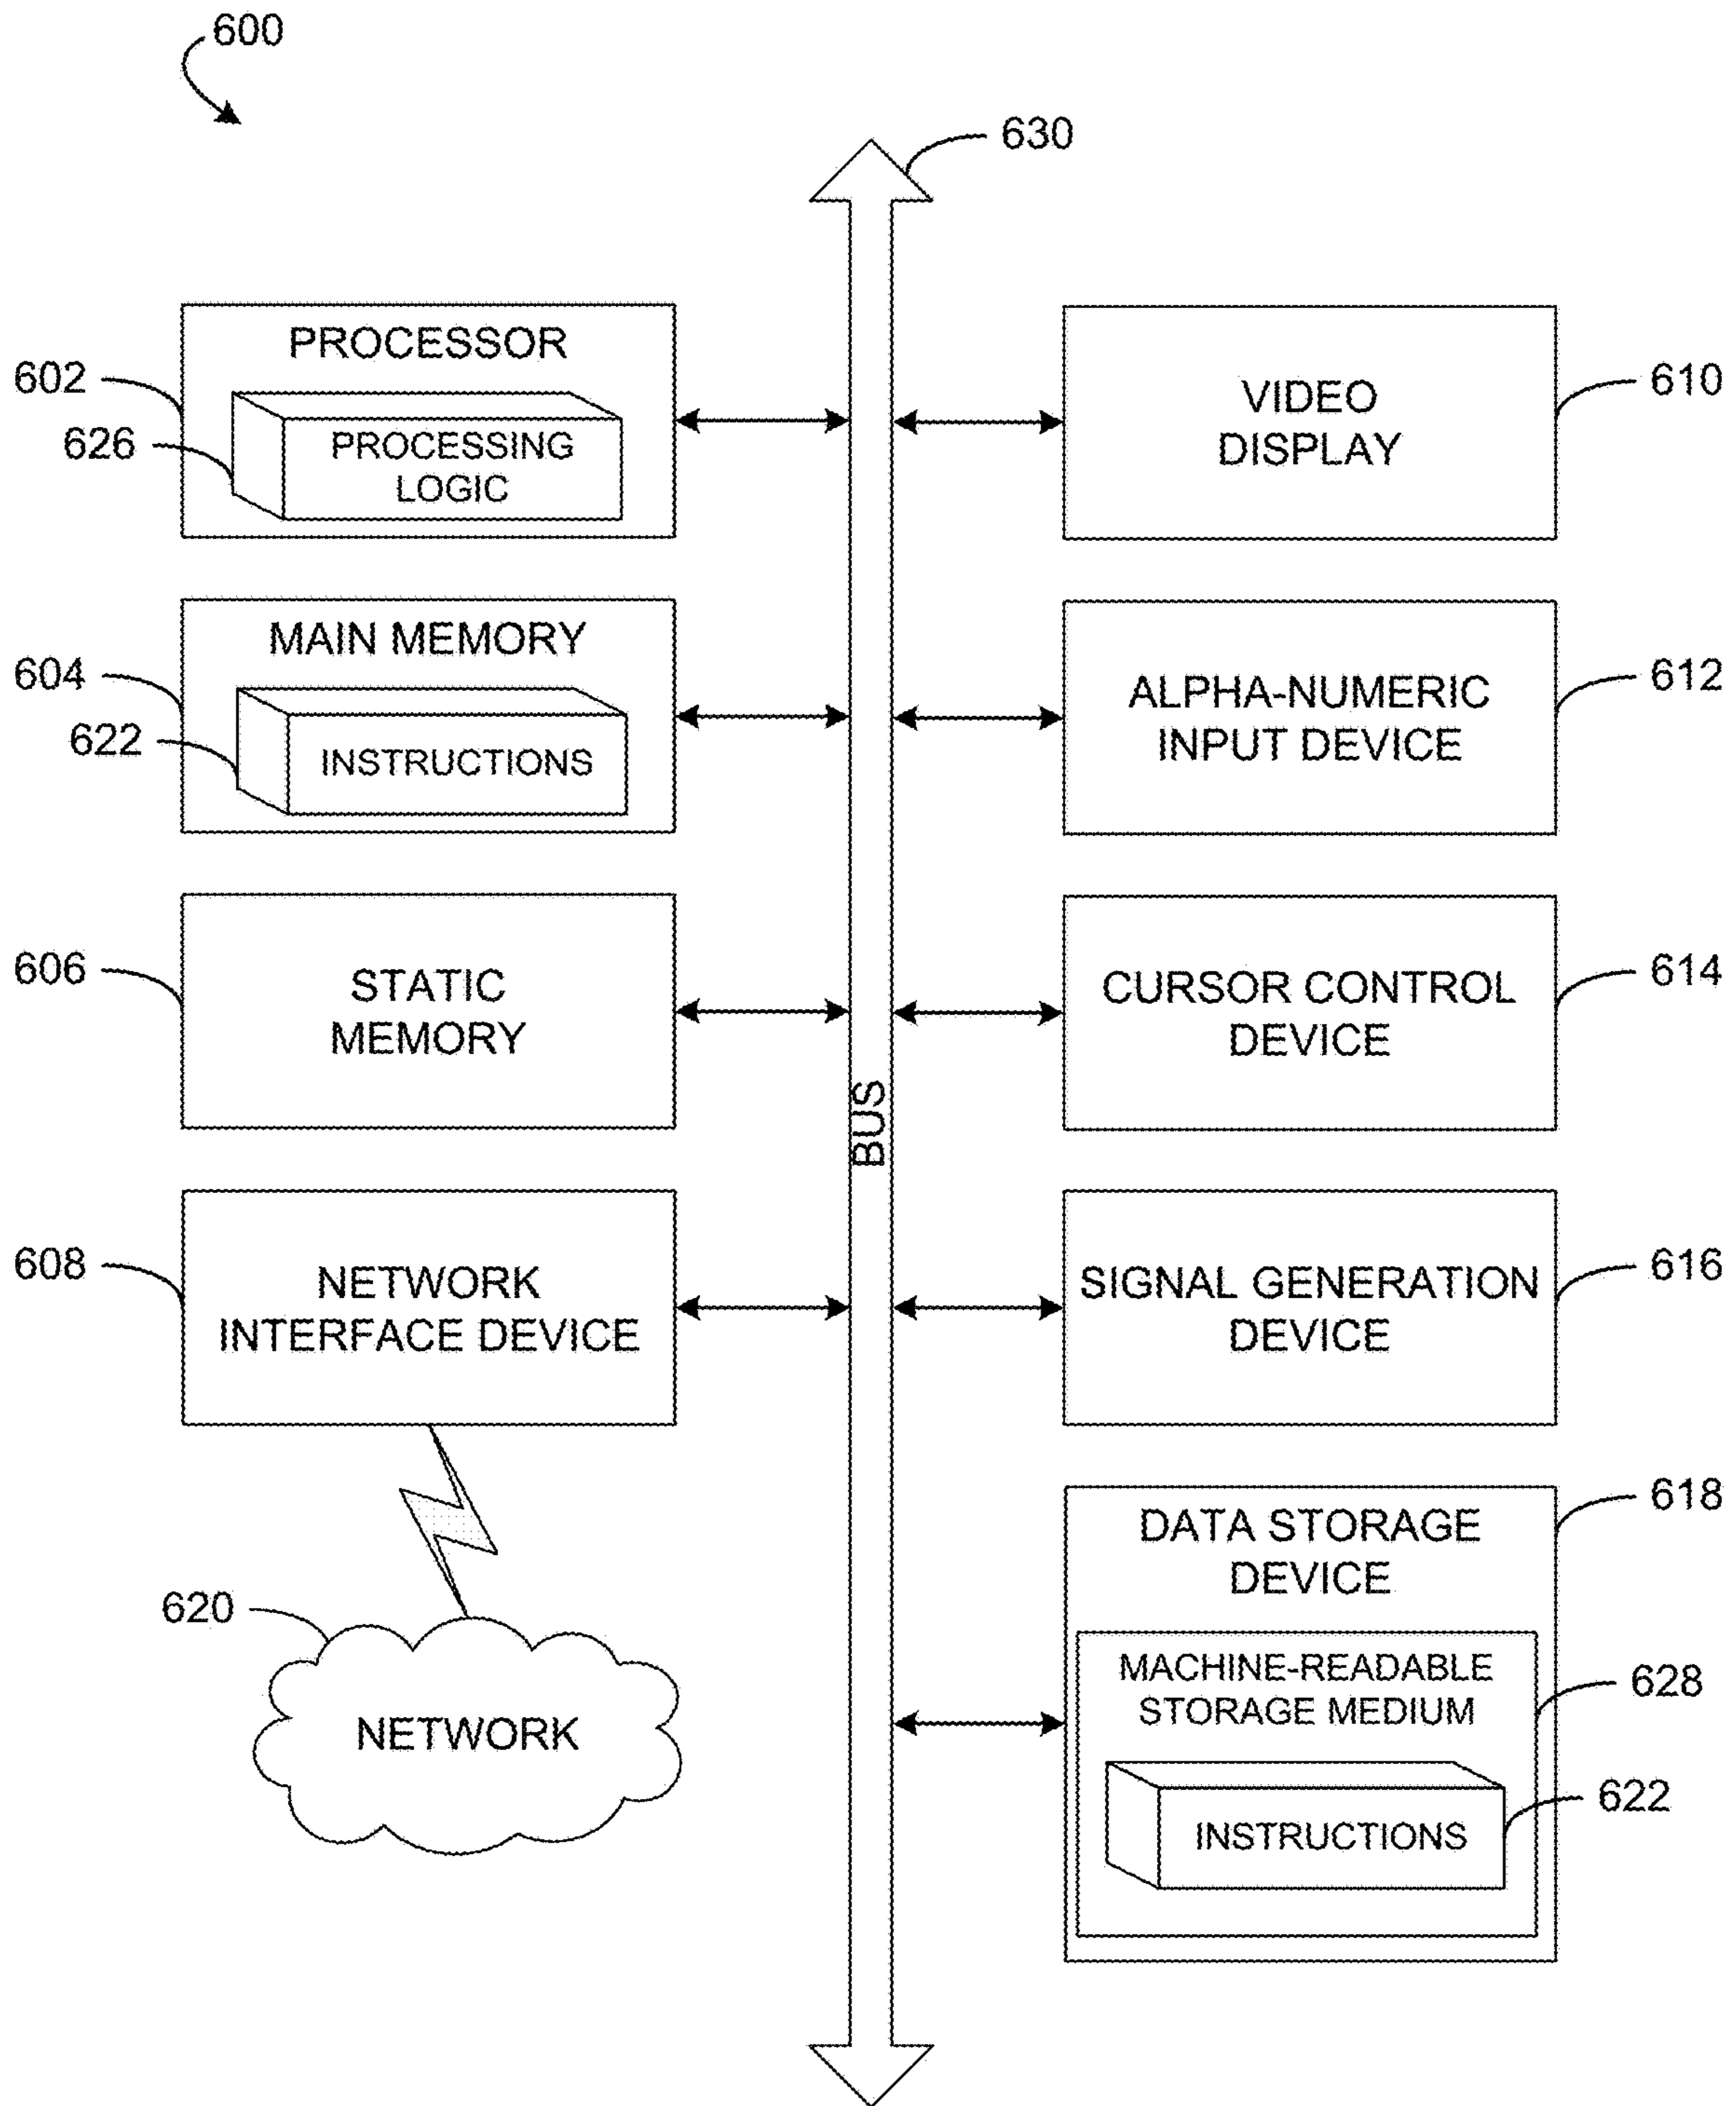 600
630
PROCESSOR
602
626
PROCESSING
LOGIC
MAIN MEMORY
604
622
INSTRUCTIONS
606
STATIC
MEMORY
608
NETWORK
INTERFACE DEVICE
620
NETWORK
BUS
VIDEO
DISPLAY
610
ALPHA-NUMERIC
INPUT DEVICE
612
CURSOR CONTROL
DEVICE
614
SIGNAL GENERATION
DEVICE
616
DATA STORAGE
DEVICE
618
MACHINE-READABLE
STORAGE MEDIUM
628
INSTRUCTIONS
622